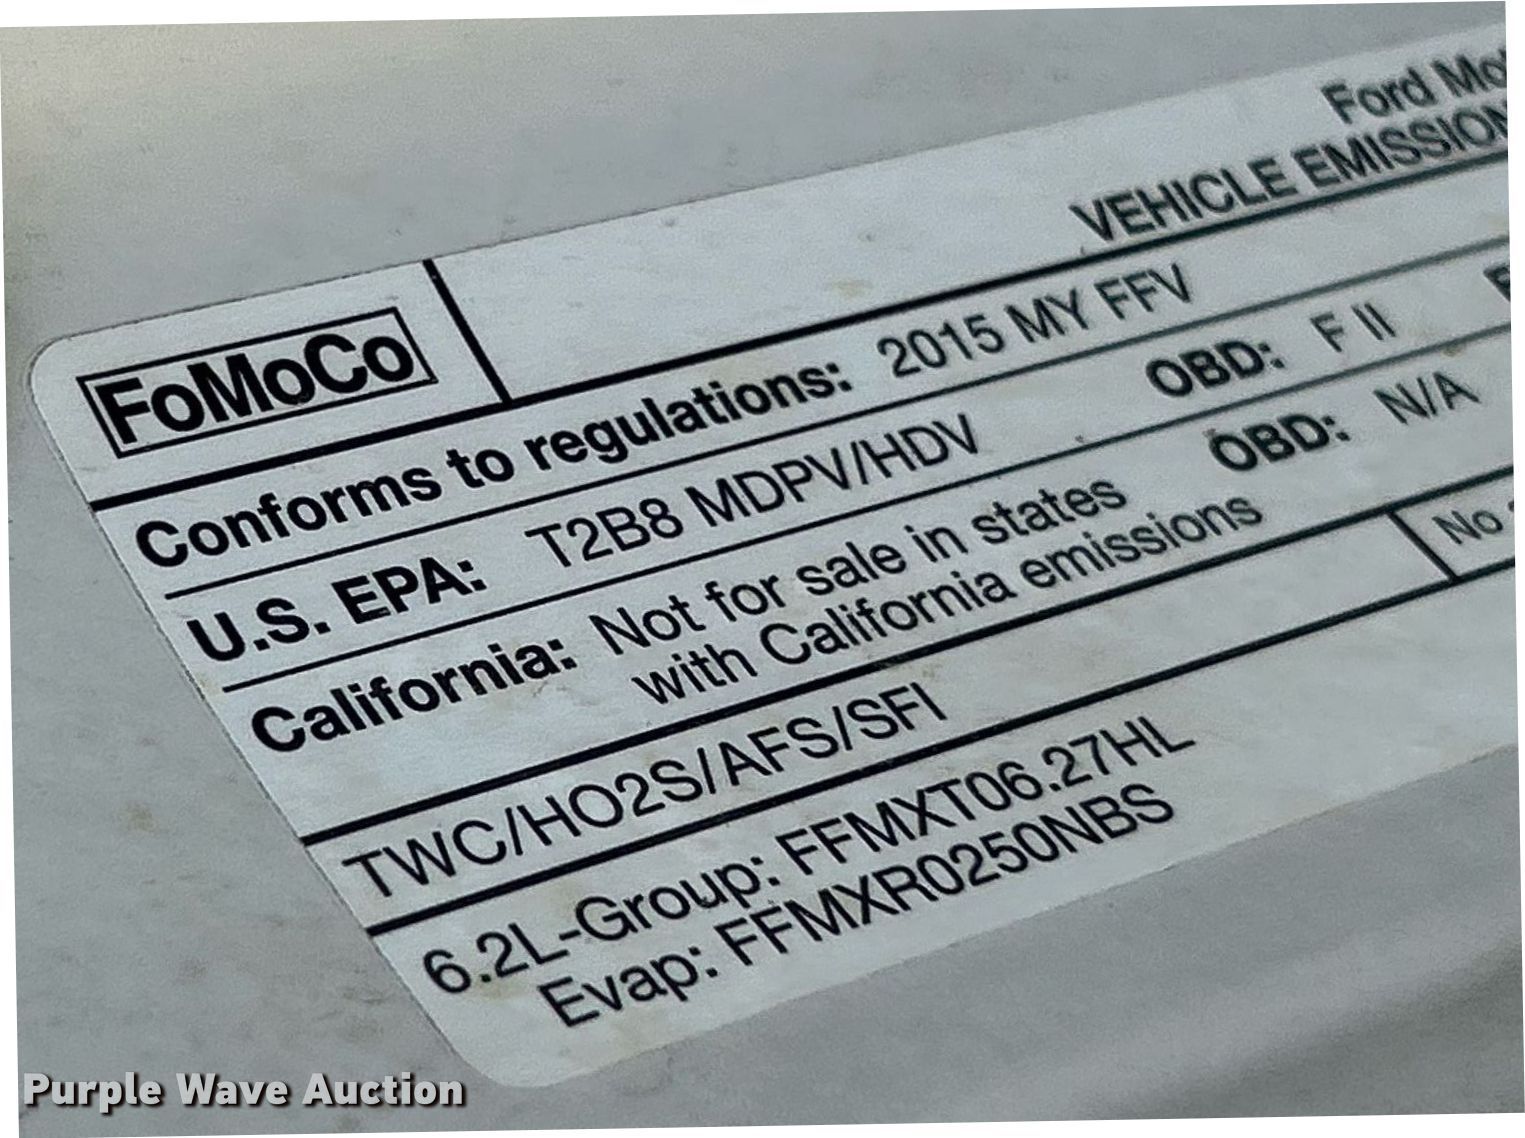 Ford Mo
VEHICLE EMISSION
FoMoCo
Conforms to regulations: 2015 MY FFV
U.S. EPA: T2B8 MDPV/HDV OBD: F II
California: Not for sale in states OBD: N/A
with California emissions
TWC/HO2S/AFS/SFI No
6.2L-Group: FFMXT06.27HL
Evap: FFMXR0250NBS
Purple Wave Auction